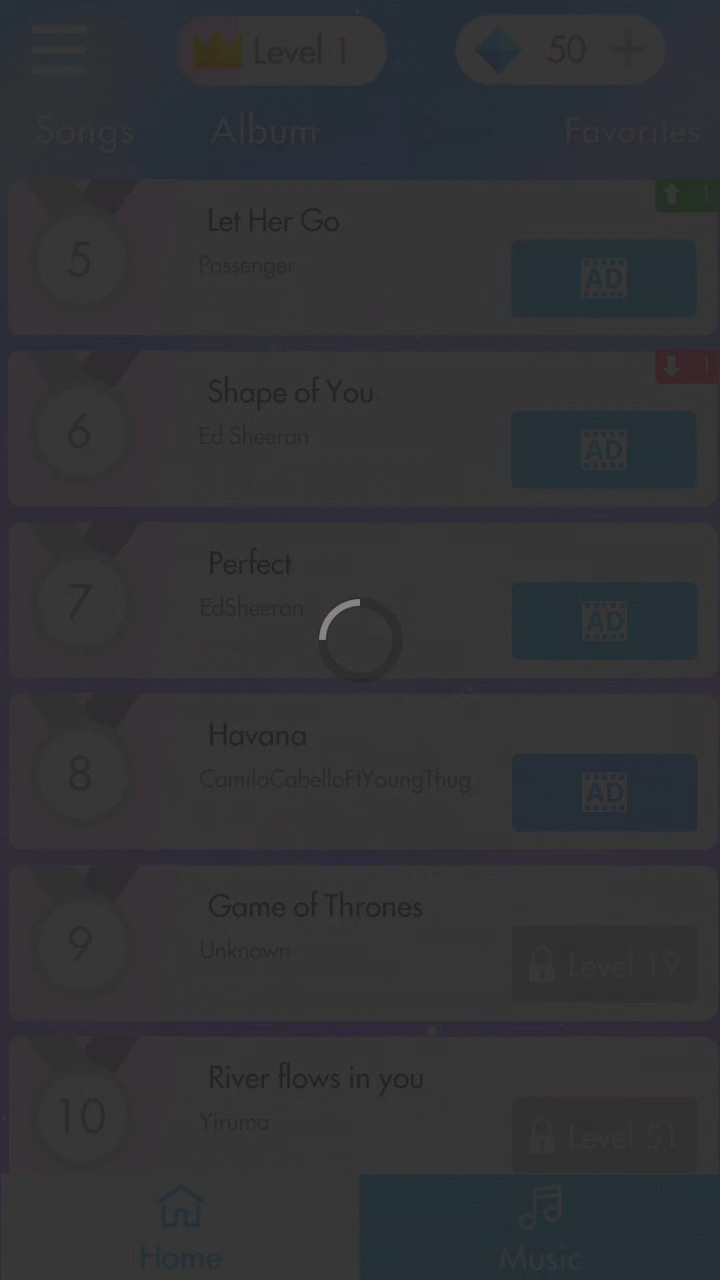 Level 1
50
Songs
Album
Charts
Favorites
5
Let Her Go
Passenger
1
AD
6
Shape of You
Ed Sheeran
1
AD
7
Perfect
EdSheeran
AD
8
Havana
CamilaCabelloFtYoungThug
AD
9
Game of Thrones
Unknown
Level 19
10
River flows in you
Yiruma
Level 51
Home
Music